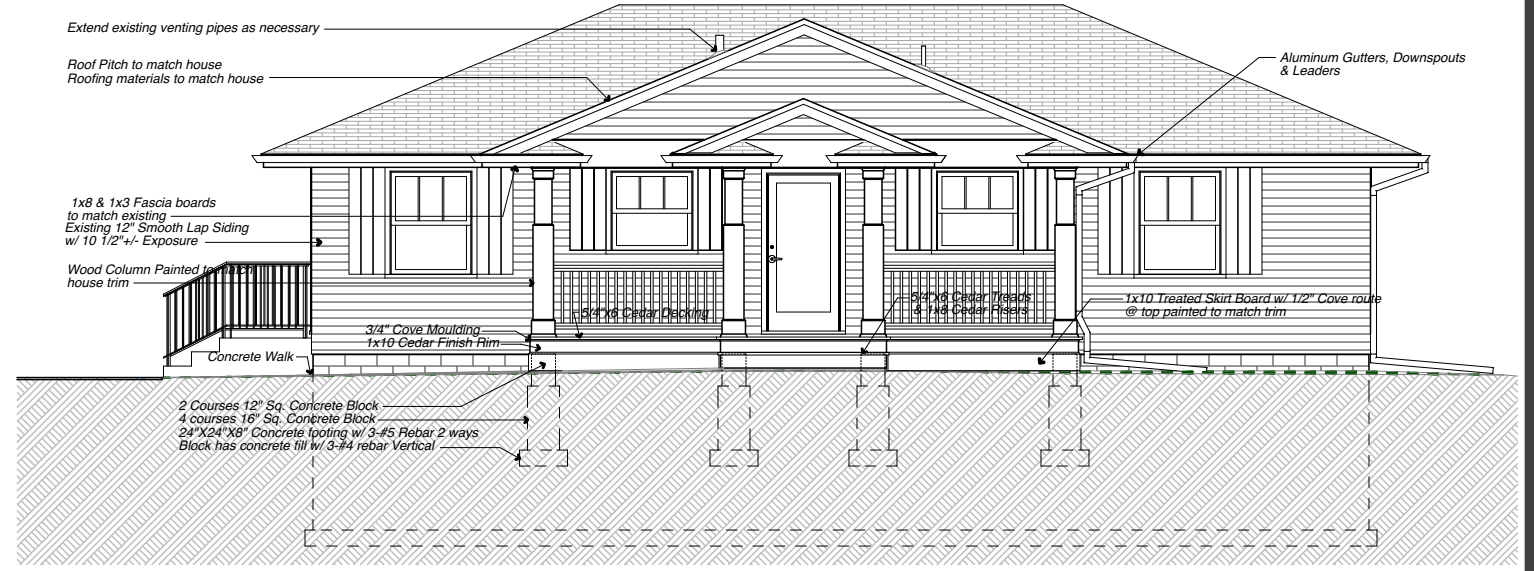 Extend existing venting pipes as necessary
Roof Pitch to match house
Roofing materials to match house
Aluminum Gutters, Downspouts
& Leaders
1x8 & 1x3 Fascia boards
to match existing
Existing 12" Smooth Lap Siding
w/ 10 1/2"+/- Exposure
Wood Column Painted to match
house trim
5/4"x6 Cedar Treads
& 1x8 Cedar Risers
1x10 Treated Skirt Board w/ 1/2" Cove route
@ top painted to match trim
5/4"x6 Cedar Decking
3/4" Cove Moulding
1x10 Cedar Finish Rim
Concrete Walk
2 Courses 12" Sq. Concrete Block
4 courses 16" Sq. Concrete Block
24"X24"X8" Concrete footing w/ 3-#5 Rebar 2 ways
Block has concrete fill w/ 3-#4 rebar Vertical